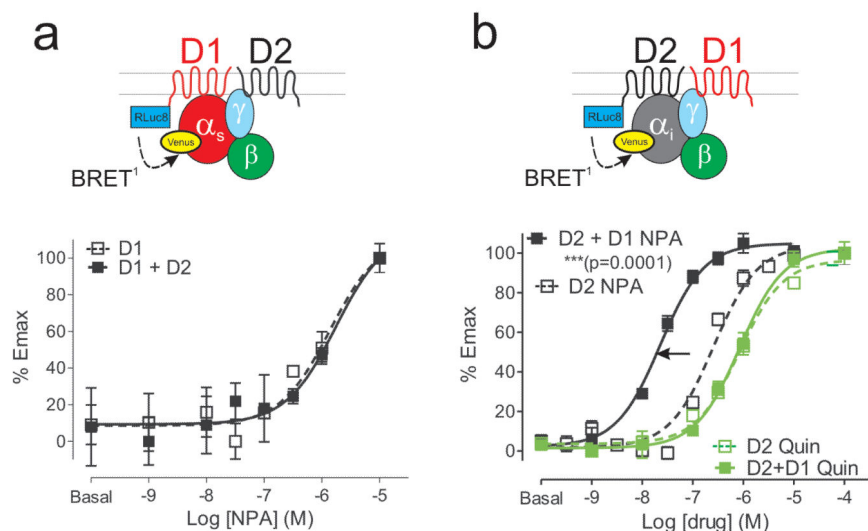 a
D1 D2
RLuc8
Venus
αs
γ
β
BRET1
D1
D1 + D2
% Emax
100
80
60
40
20
0
Basal -9 -8 -7 -6 -5
Log [NPA] (M)
b
D2 D1
RLuc8
Venus
αi
γ
β
BRET1
D2 + D1 NPA
***(p=0.0001)
D2 NPA
% Emax
100
80
60
40
20
0
D2 Quin
D2+D1 Quin
Basal -9 -8 -7 -6 -5 -4
Log [drug] (M)